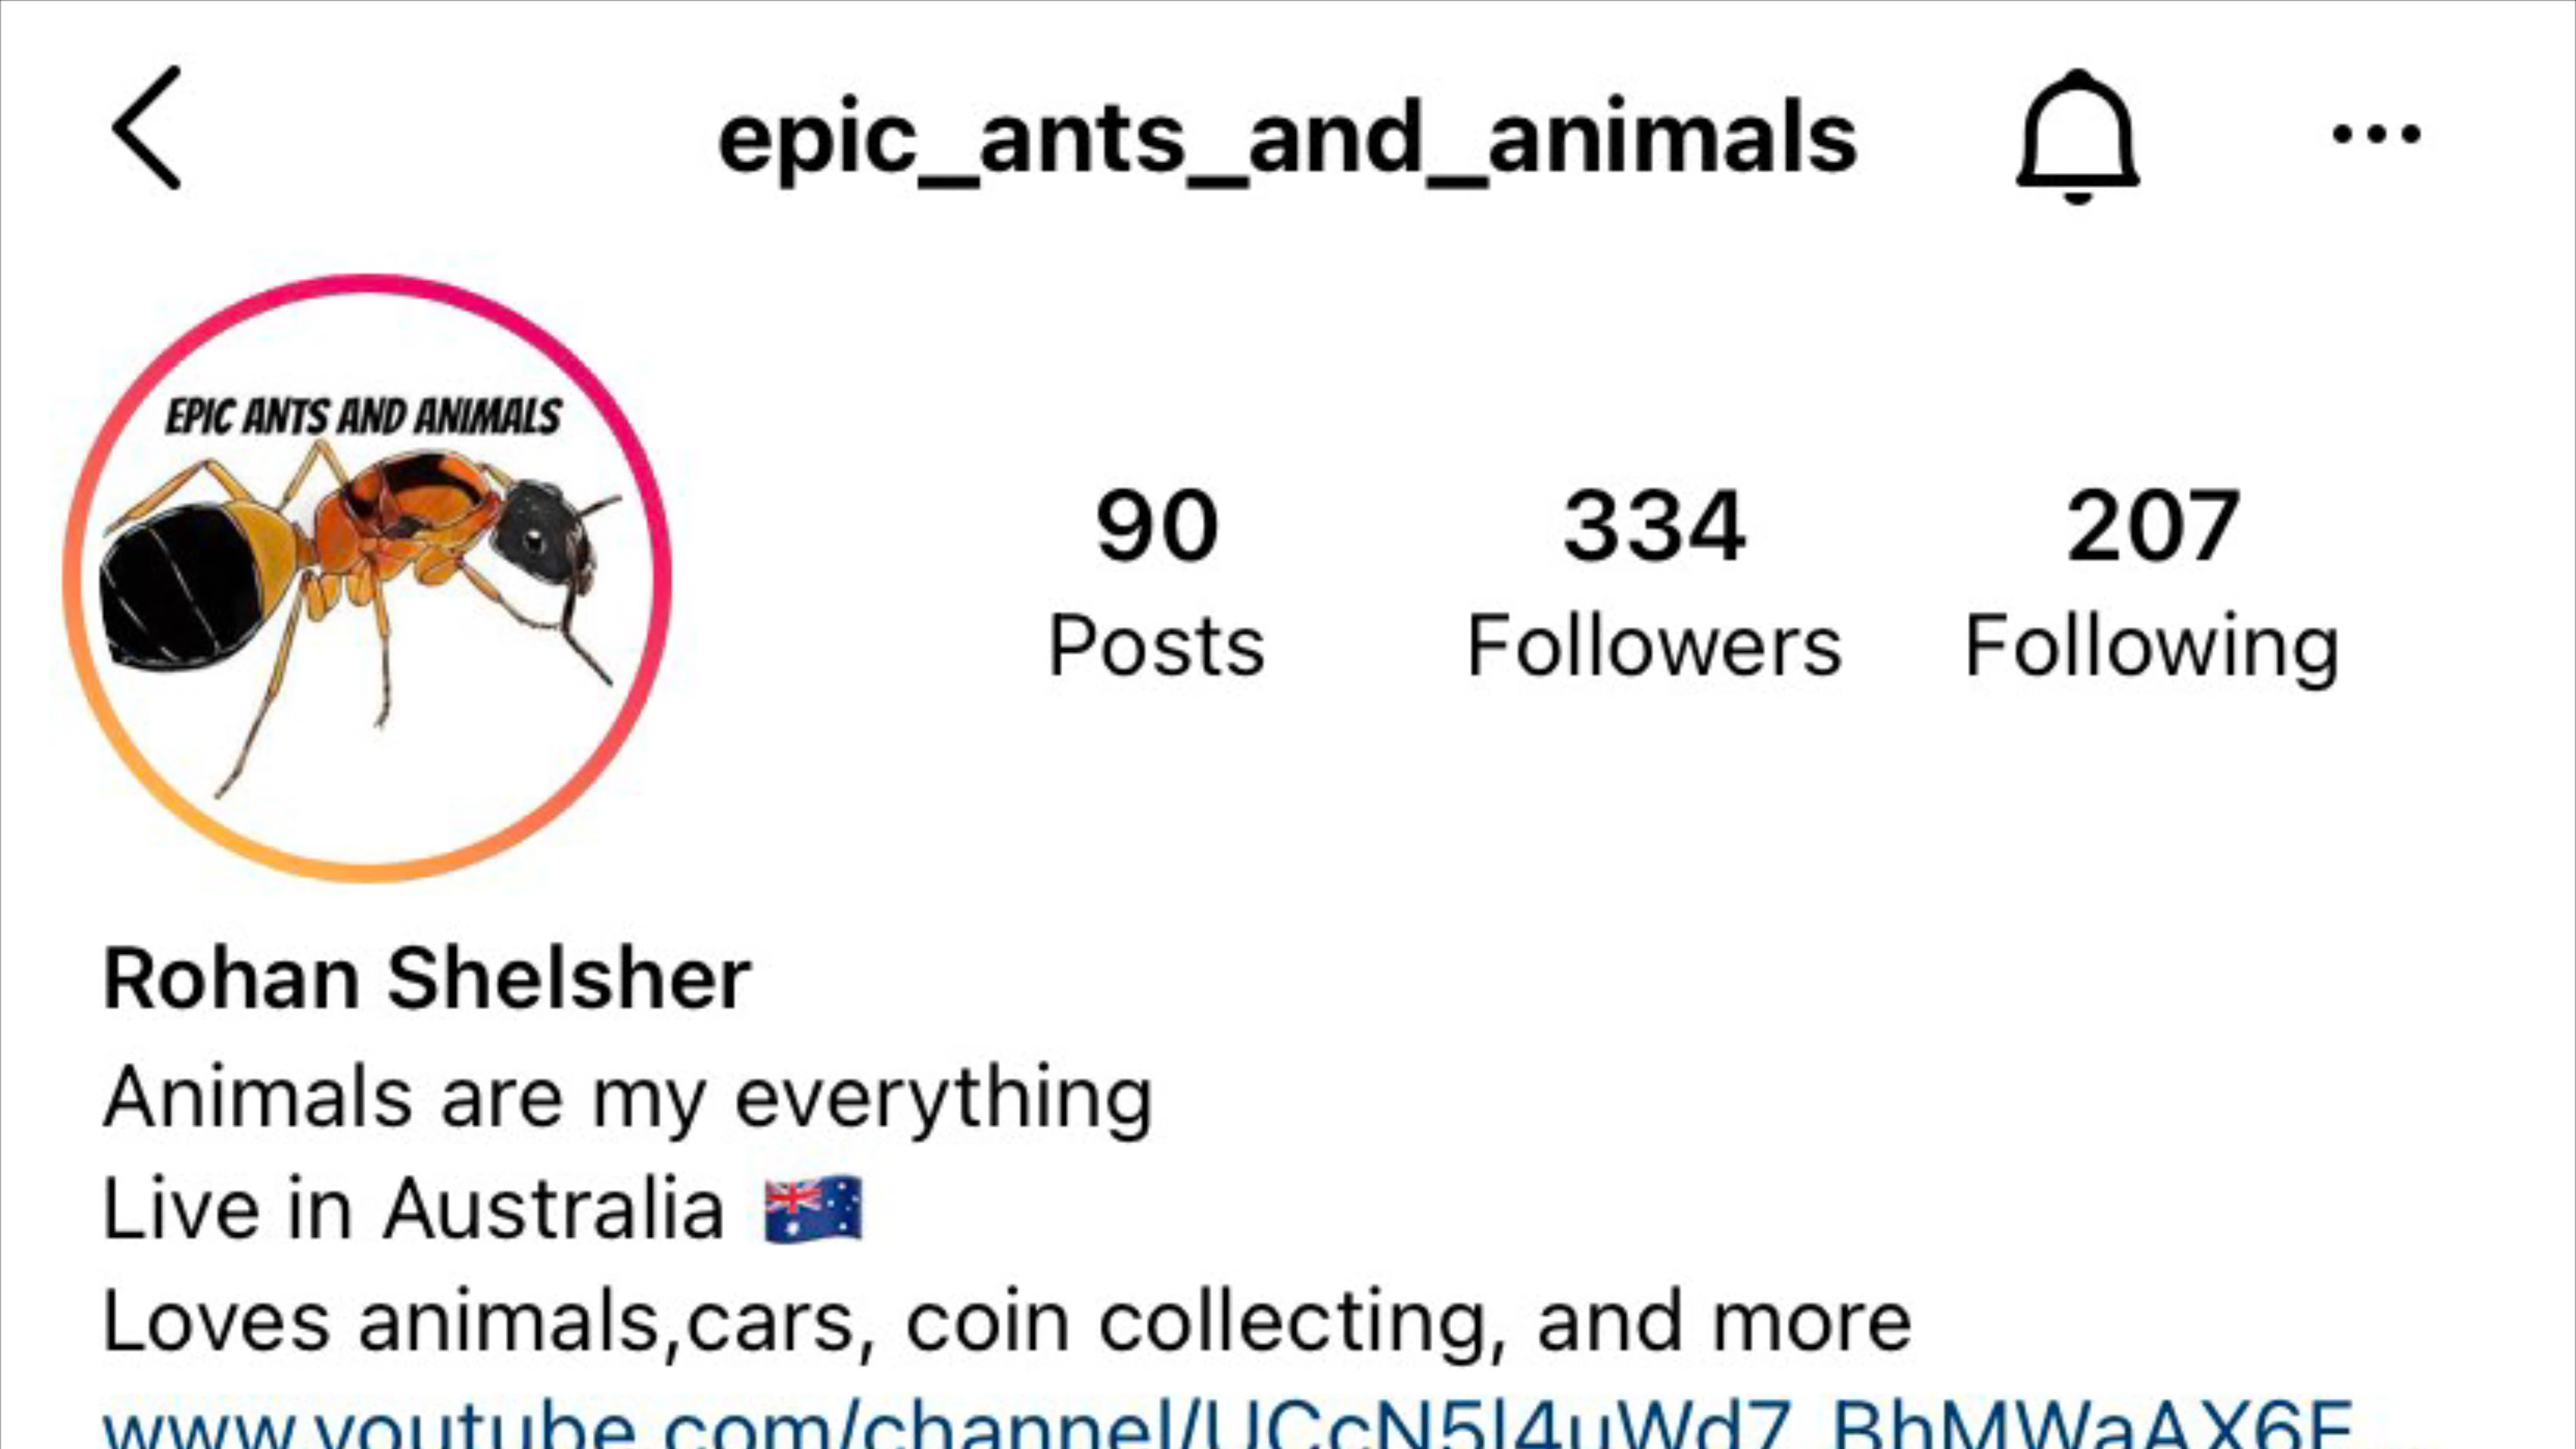 epic_ants_and_animals
EPIC ANTS AND ANIMALS
90 334 207
Posts Followers Following
Rohan Shelsher
Animals are my everything
Live in Australia 🇦🇺
Loves animals,cars, coin collecting, and more